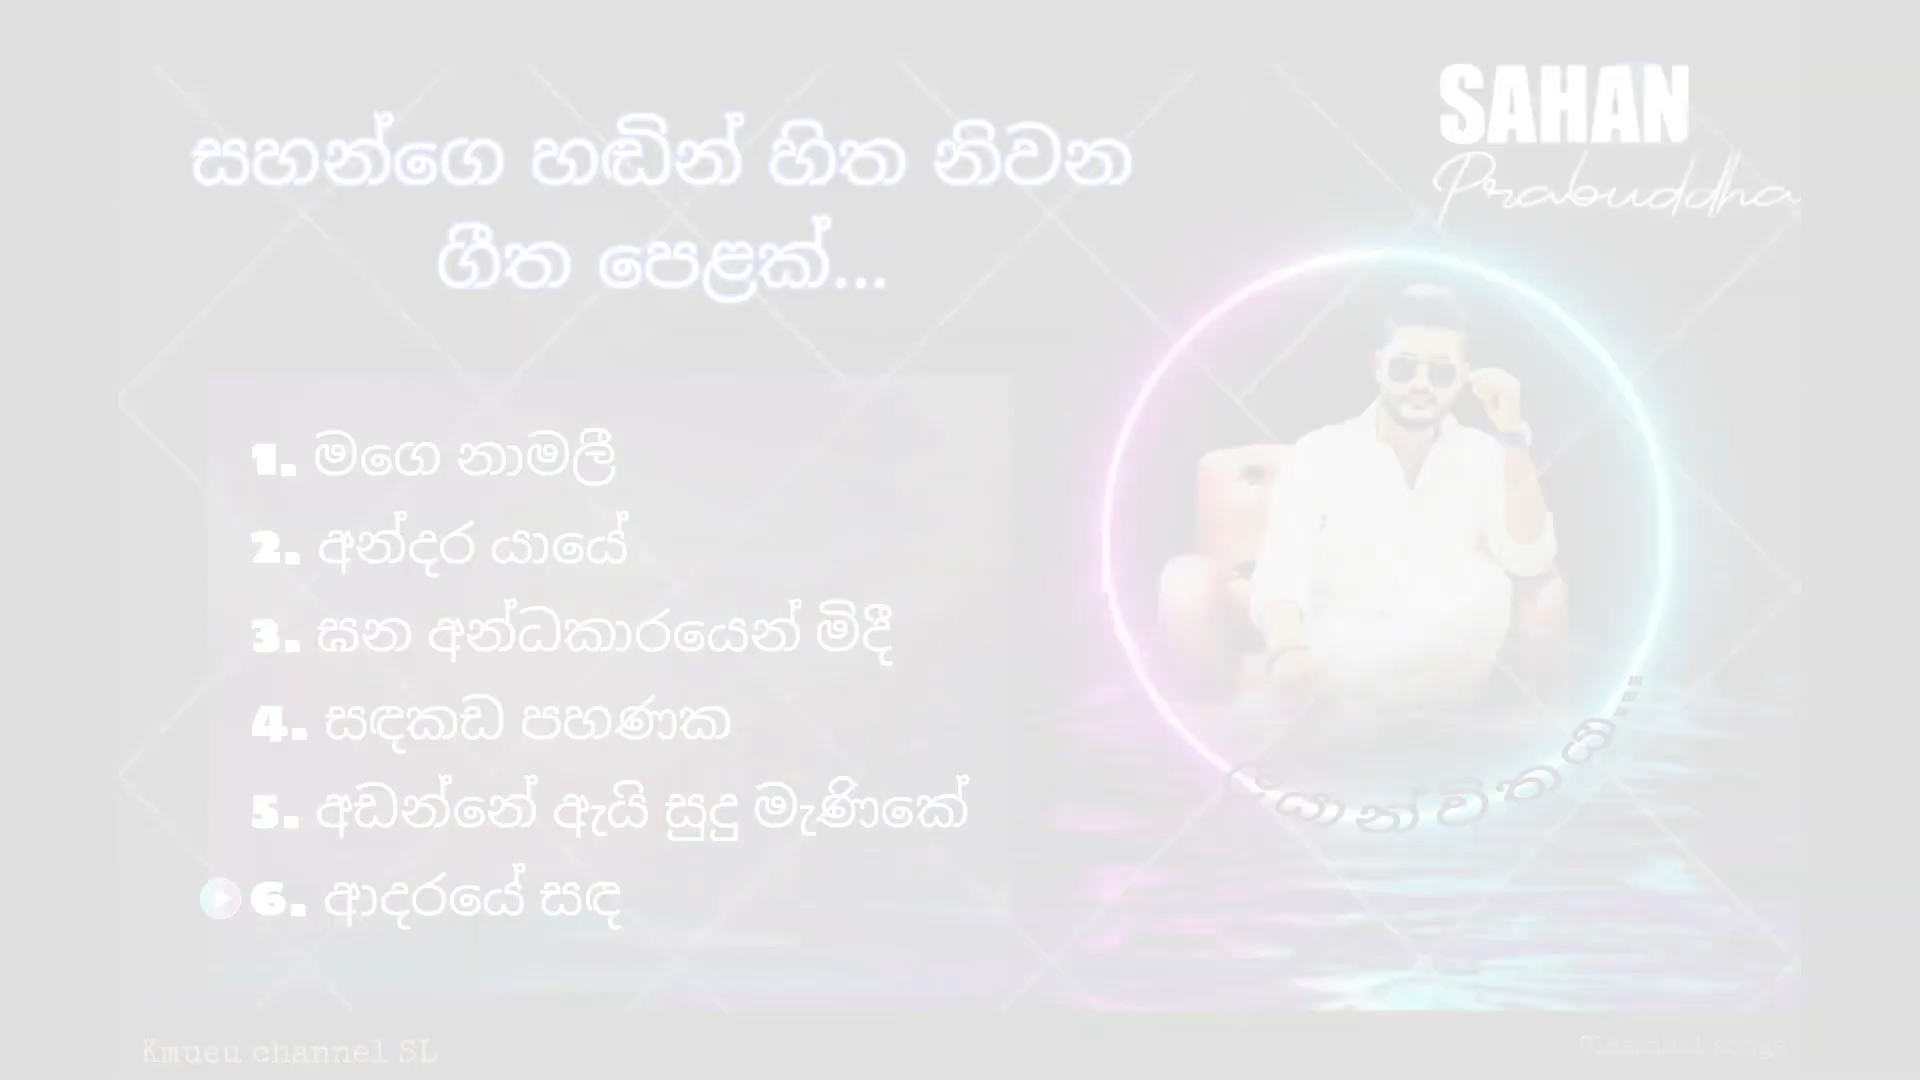 SAHAN
Prabuddha
සහන්ගෙ හඬින් හිත නිවන
ගීත පෙළක්...
1. මගෙ නාමලී
2. අන්දර යායේ
3. ඝන අන්ධකාරයෙන් මිදී
4. සඳකඩ පහණක
5. අඩන්නේ ඇයි සුදු මැණිකේ
6. ආදරයේ සඳ
Kmueu channel SL